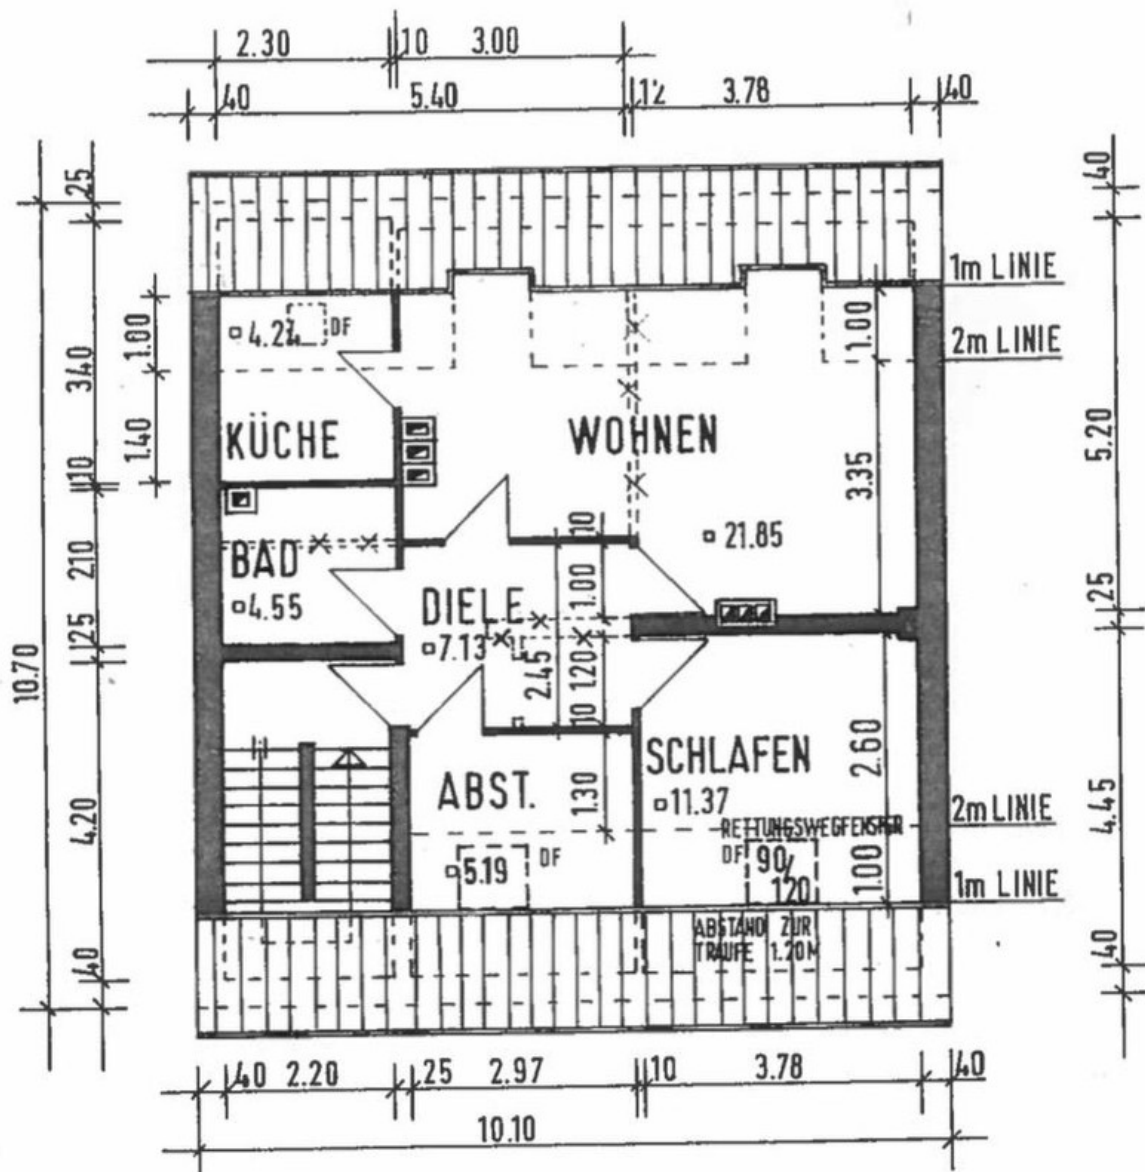 2.30 10 3.00
40 5.40 12 3.78 40
25
40
1m LINIE
2m LINIE
1.00
340
1.40
4.21 DF
1.00
KÜCHE
WOHNEN
5.20
3.35
10
BAD
4.55
210
10
21.85
DIELE
7.13
1.00
2.45
1.20
10
25
25
10.70
SCHLAFEN
11.37
2.60
ABST.
1.30
4.20
4.45
RETTUNGSWEGFENSTER
2m LINIE
5.19 DF
DF 90/
120
1.00
1m LINIE
ABSTAND ZUR
TRAUFE 1.20M
40
40
40 2.20 25 2.97 10 3.78 40
10.10